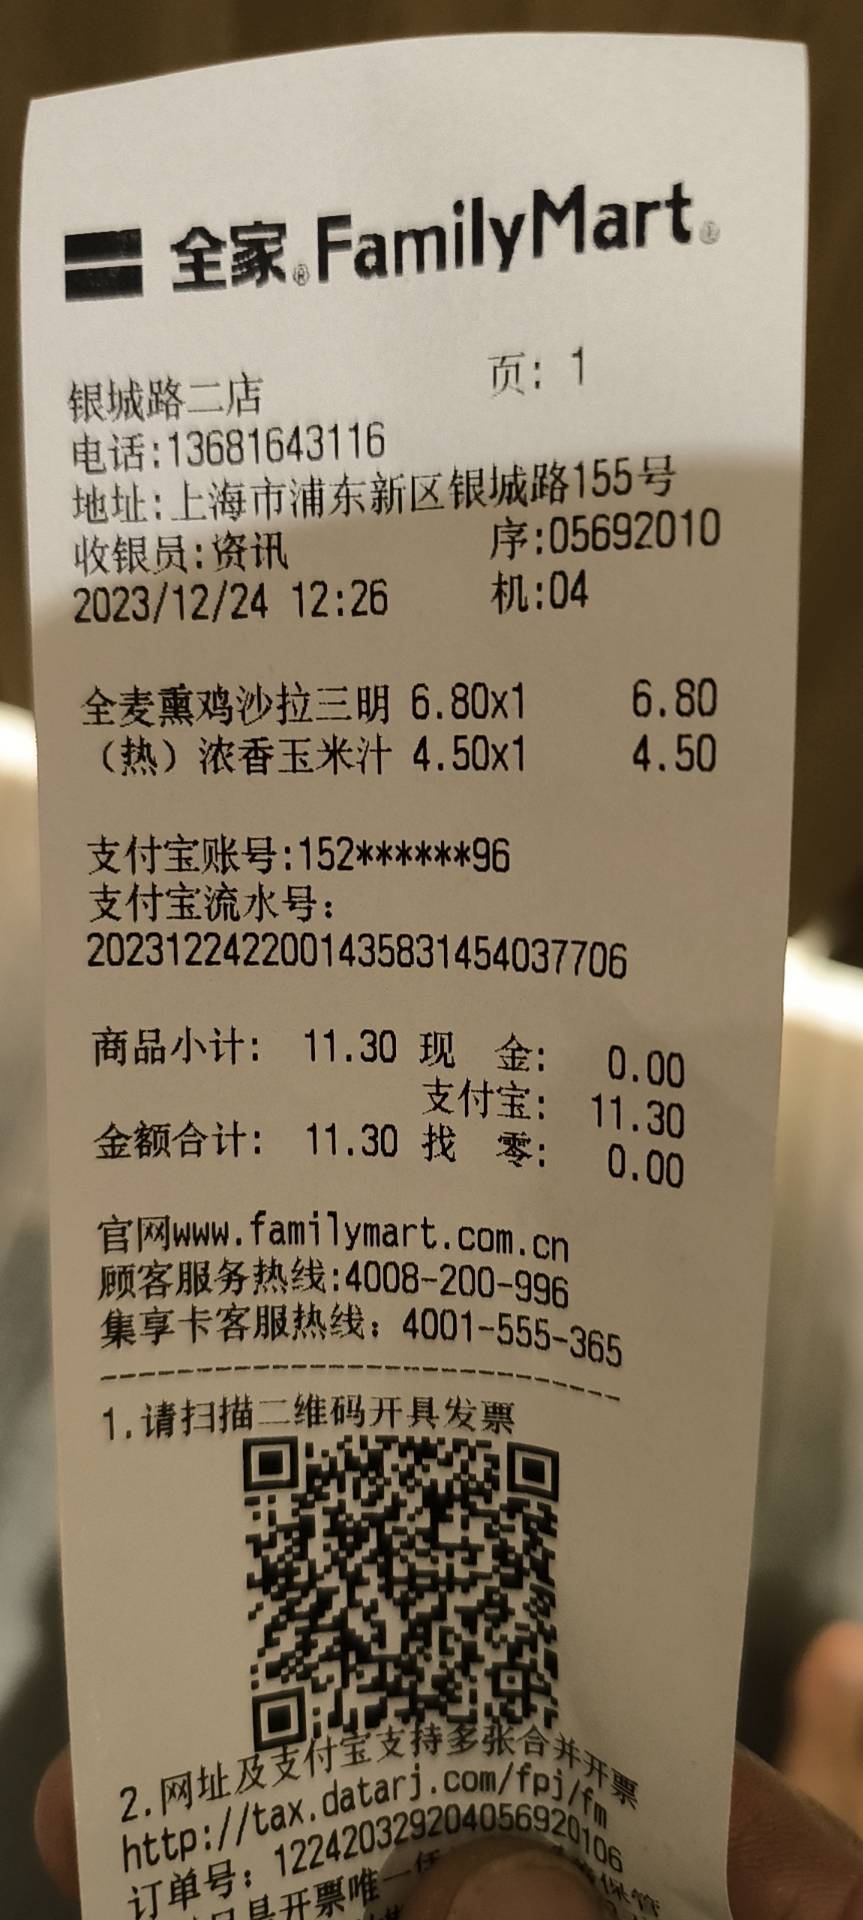 全家® FamilyMart®
页: 1
银城路二店
电话:13681643116
地址:上海市浦东新区银城路155号
收银员:资讯 序:05692010
2023/12/24 12:26 机:04
全麦熏鸡沙拉三明 6.80x1 6.80
(热)浓香玉米汁 4.50x1 4.50
支付宝账号:152******96
支付宝流水号:
2023122422001435831454037706
商品小计: 11.30 现 金: 0.00
支付宝: 11.30
金额合计: 11.30 找 零: 0.00
官网www.familymart.com.cn
顾客服务热线:4008-200-996
集享卡客服热线: 4001-555-365
1.请扫描二维码开具发票
2.网址及支付宝支持多张合并开票
http://tax.datarj.com/fpj/fm
订单号: 122420329204056920106
开票唯一
保管